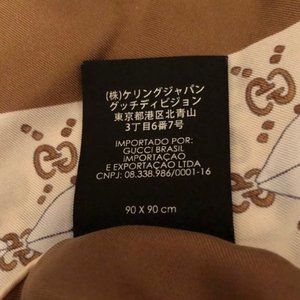 (株)ケリングジャパン
グッチディビジョン
東京都港区北青山
3丁目6番7号
IMPORTADO POR:
GUCCI BRASIL
IMPORTAÇAO
E EXPORTAÇAO LTDA
CNPJ: 08.338.986/0001-16
90 X 90 cm